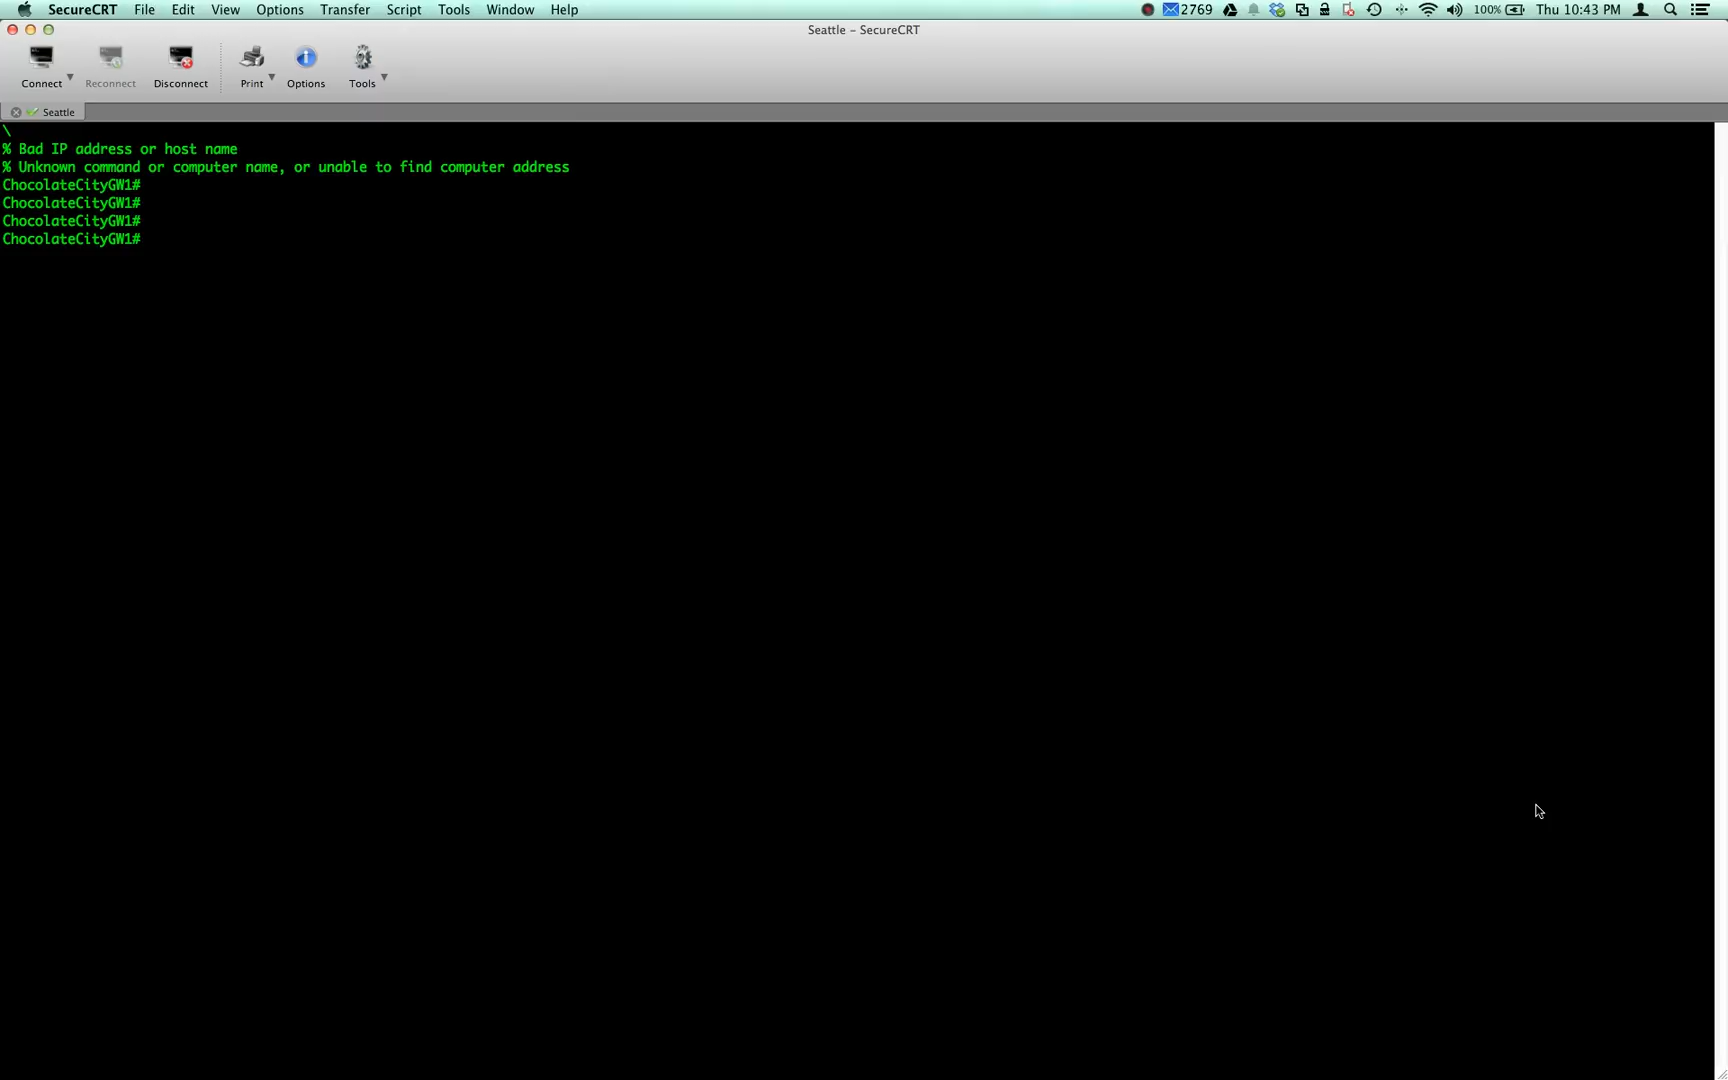 SecureCRT File Edit View Options Transfer Script Tools Window Help 2769 100% Thu 10:43 PM
Seattle – SecureCRT
Connect Reconnect Disconnect Print Options Tools
Seattle
\
% Bad IP address or host name
% Unknown command or computer name, or unable to find computer address
ChocolateCityGW1#
ChocolateCityGW1#
ChocolateCityGW1#
ChocolateCityGW1#